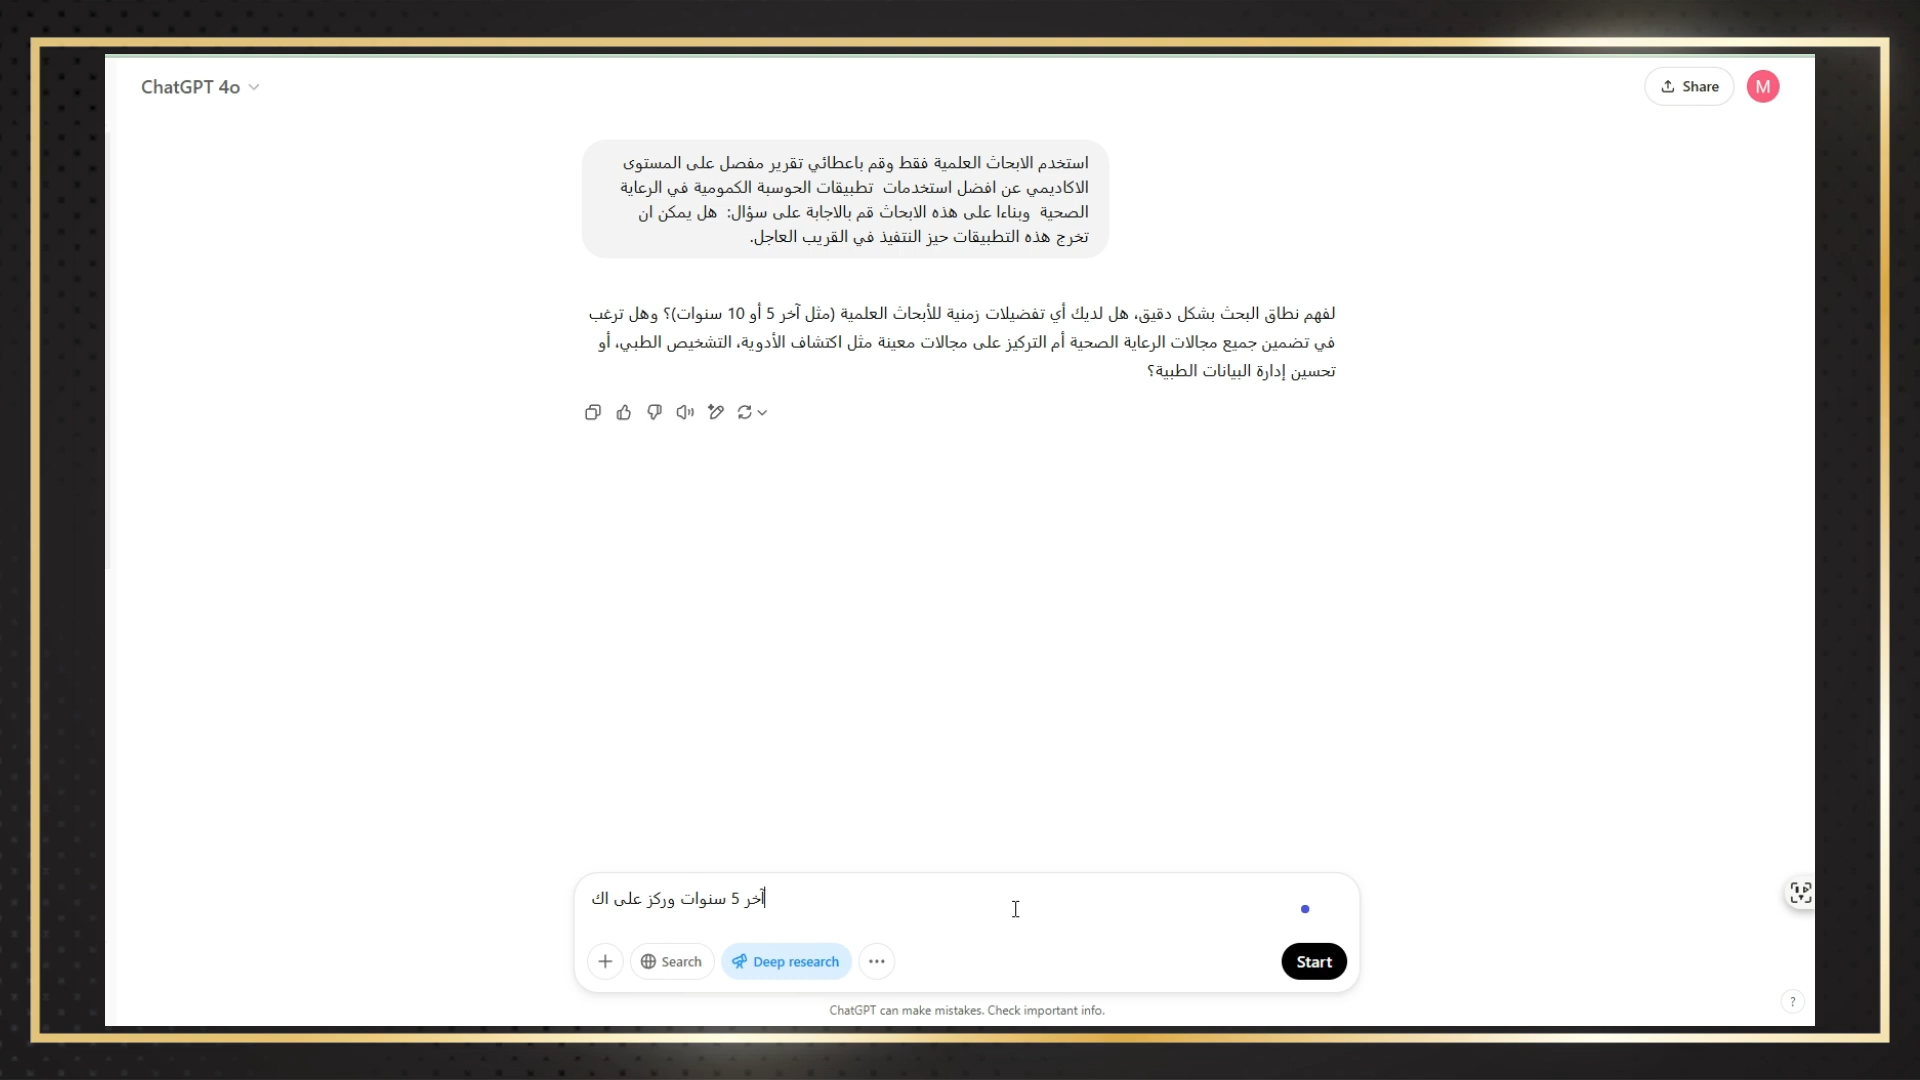 ChatGPT 4o
Share
M
استخدم الابحاث العلمية فقط وقم باعطائي تقرير مفصل على المستوى
الاكاديمي عن افضل استخدمات تطبيقات الحوسبة الكمومية في الرعاية
الصحية وبناءا على هذه الابحاث قم بالاجابة على سؤال: هل يمكن ان
تخرج هذه التطبيقات حيز التنفيذ في القريب العاجل.
لفهم نطاق البحث بشكل دقيق، هل لديك أي تفضيلات زمنية للأبحاث العلمية (مثل آخر 5 أو 10 سنوات)؟ وهل ترغب
في تضمين جميع مجالات الرعاية الصحية أم التركيز على مجالات معينة مثل اكتشاف الأدوية، التشخيص الطبي، أو
تحسين إدارة البيانات الطبية؟
آخر 5 سنوات وركز على اك
Search
Deep research
Start
ChatGPT can make mistakes. Check important info.
?